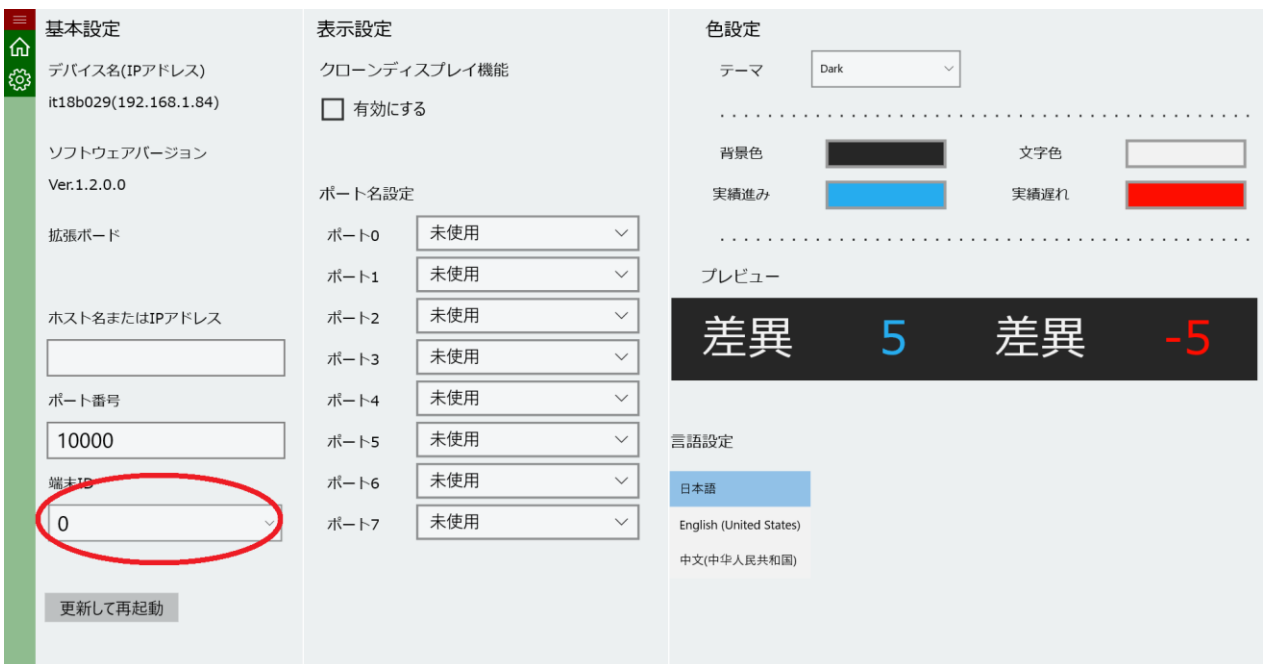 基本設定
デバイス名(IPアドレス)
it18b029(192.168.1.84)
ソフトウェアバージョン
Ver.1.2.0.0
拡張ボード
ホスト名またはIPアドレス
ポート番号
10000
端末ID
0
更新して再起動
表示設定
クローンディスプレイ機能
有効にする
ポート名設定
ポート0 未使用
ポート1 未使用
ポート2 未使用
ポート3 未使用
ポート4 未使用
ポート5 未使用
ポート6 未使用
ポート7 未使用
色設定
テーマ Dark
背景色 文字色
実績進み 実績遅れ
プレビュー
差異 5 差異 -5
言語設定
日本語
English (United States)
中文(中华人民共和国)